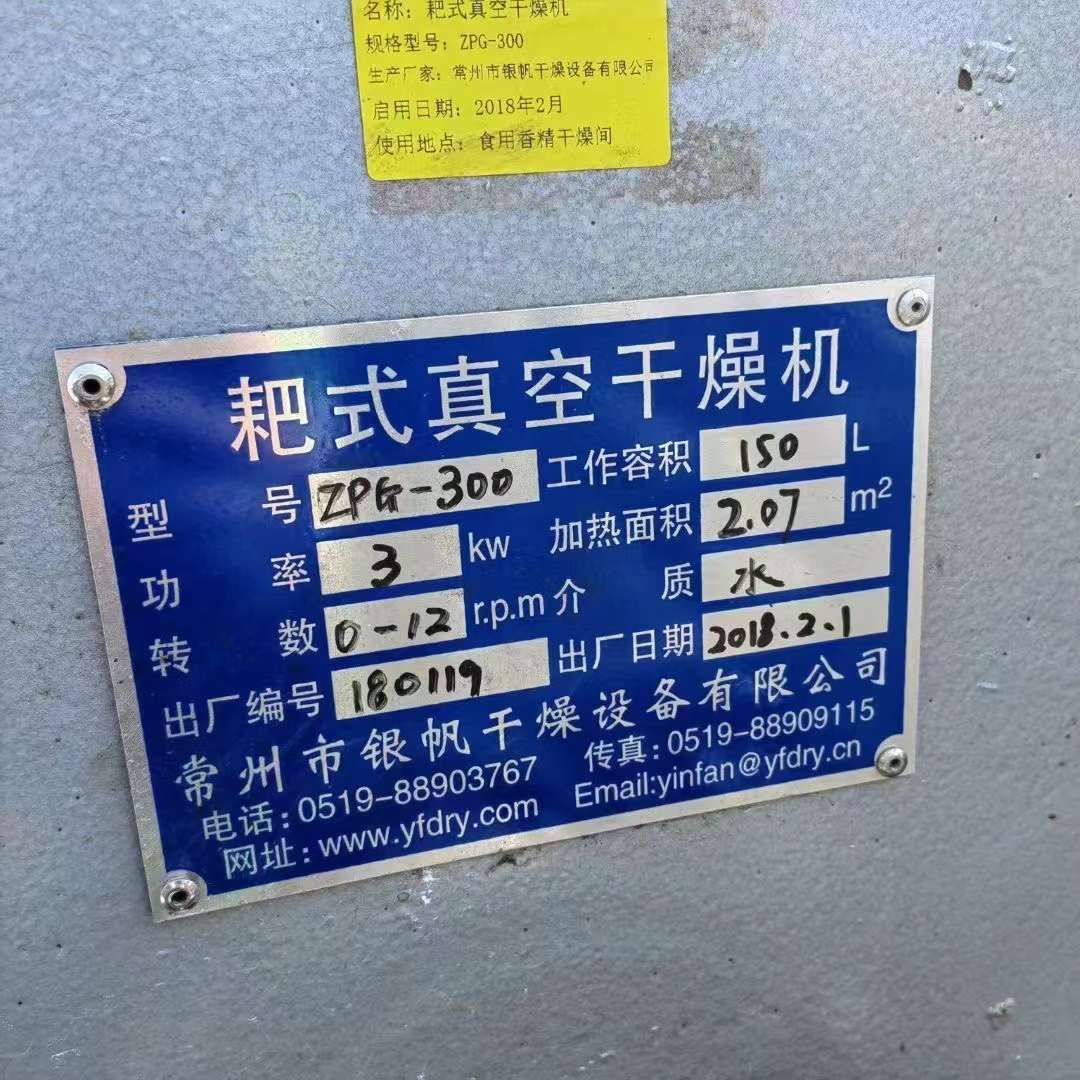 名称：耙式真空干燥机
规格型号：ZPG-300
生产厂家：常州市银帆干燥设备有限公司
启用日期：2018年2月
使用地点：食用香精干燥间
耙式真空干燥机
型 号 ZPG-300 工作容积 150 L
功 率 3 kw 加热面积 2.07 m²
转 数 0-12 r.p.m 介 质 水
出厂编号 180119 出厂日期 2018.2.1
常州市银帆干燥设备有限公司
电话：0519-88903767 传真：0519-88909115
网址：www.yfdry.com Email:yinfan@yfdry.cn